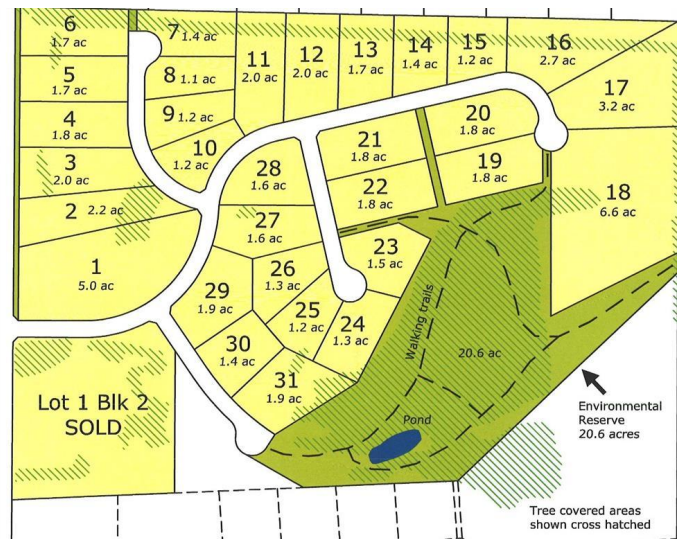 6
1.7 ac
7 1.4 ac
5
1.7 ac
8 1.1 ac
4
1.8 ac
9 1.2 ac
3
2.0 ac
10
1.2 ac
2 2.2 ac
1
5.0 ac
11
2.0 ac
12
2.0 ac
13
1.7 ac
14
1.4 ac
15
1.2 ac
16
2.7 ac
17
3.2 ac
18
6.6 ac
20
1.8 ac
19
1.8 ac
21
1.8 ac
22
1.8 ac
28
1.6 ac
27
1.6 ac
23
1.5 ac
26
1.3 ac
25
1.2 ac
24
1.3 ac
29
1.9 ac
30
1.4 ac
31
1.9 ac
Lot 1 Blk 2
SOLD
Walking trails
20.6 ac
Pond
Environmental
Reserve
20.6 acres
Tree covered areas
shown cross hatched